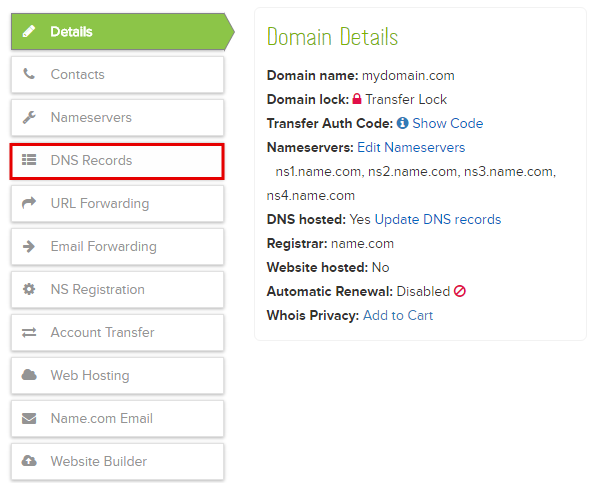 Details
Contacts
Nameservers
DNS Records
URL Forwarding
Email Forwarding
NS Registration
Account Transfer
Web Hosting
Name.com Email
Website Builder
Domain Details
Domain name: mydomain.com
Domain lock: Transfer Lock
Transfer Auth Code: Show Code
Nameservers: Edit Nameservers
ns1.name.com, ns2.name.com, ns3.name.com,
ns4.name.com
DNS hosted: Yes Update DNS records
Registrar: name.com
Website hosted: No
Automatic Renewal: Disabled
Whois Privacy: Add to Cart